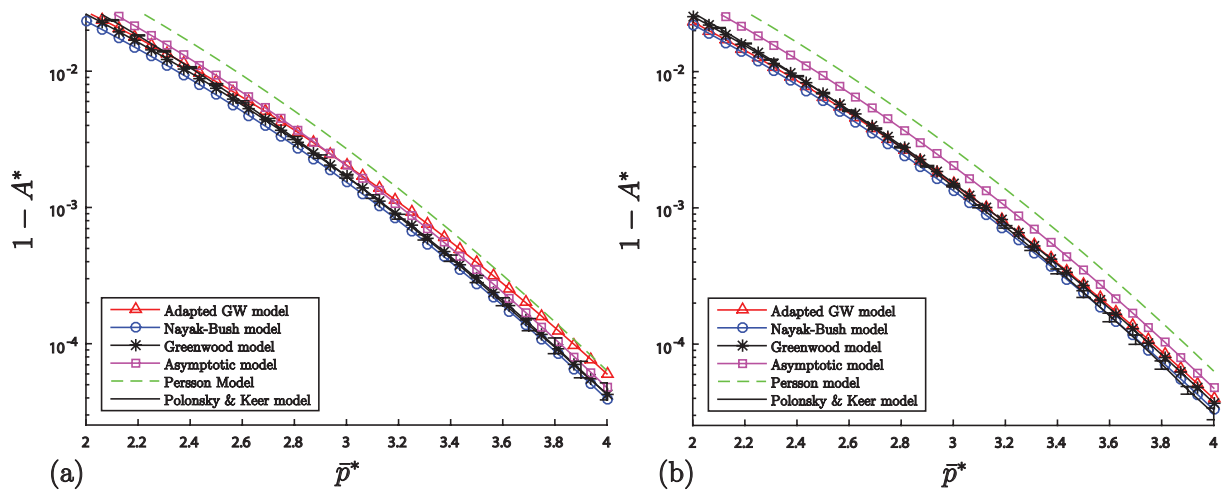 1 − A*
10⁻²
10⁻³
10⁻⁴
Adapted GW model
Nayak-Bush model
Greenwood model
Asymptotic model
Persson Model
Polonsky & Keer model
2 2.4 2.8 3 3.2 3.4 3.6 3.8 4
(a)
p̄*
1 − A*
10⁻²
10⁻³
10⁻⁴
Adapted GW model
Nayak-Bush model
Greenwood model
Asymptotic model
Persson model
Polonsky & Keer model
2 2.2 2.4 2.6 2.8 3 3.2 3.4 3.6 3.8 4
(b)
p̄*